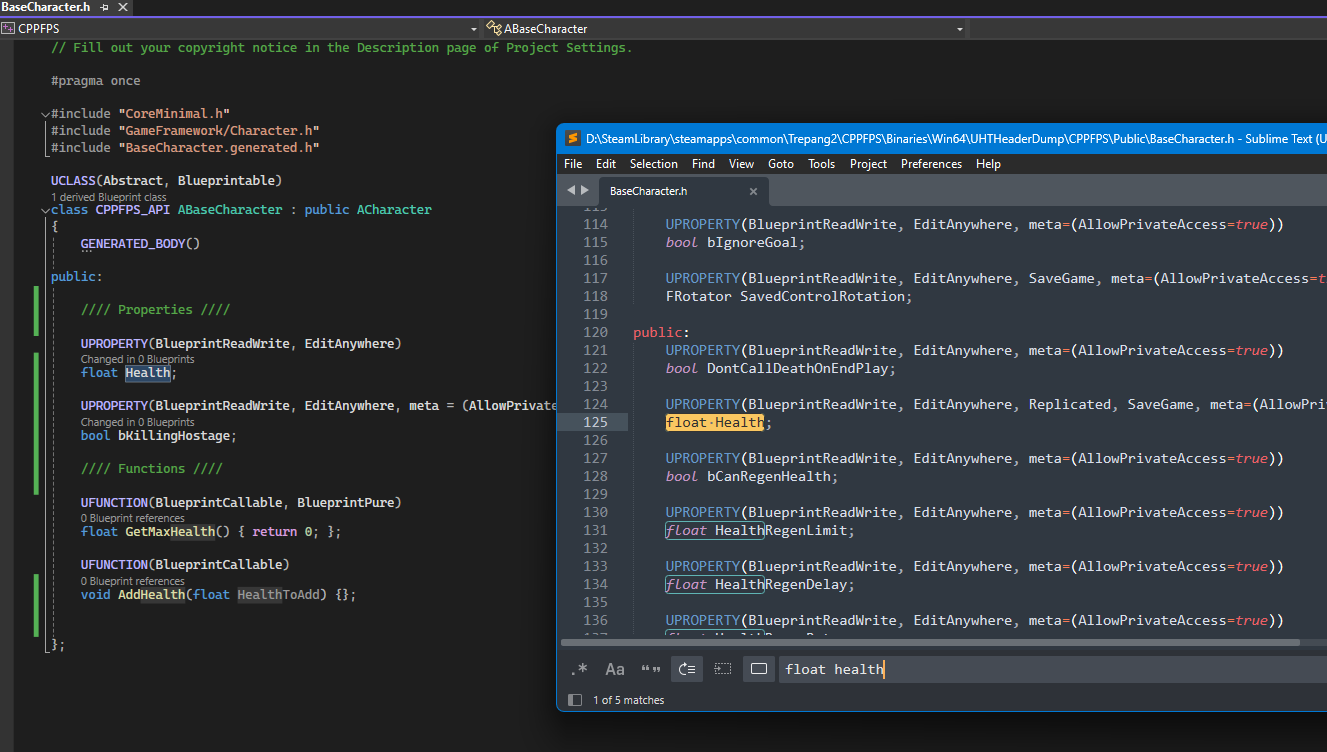 BaseCharacter.h
CPPFPS
ABaseCharacter
// Fill out your copyright notice in the Description page of Project Settings.
#pragma once
#include "CoreMinimal.h"
#include "GameFramework/Character.h"
#include "BaseCharacter.generated.h"
UCLASS(Abstract, Blueprintable)
1 derived Blueprint class
class CPPFPS_API ABaseCharacter : public ACharacter
{
GENERATED_BODY()
public:
//// Properties ////
UPROPERTY(BlueprintReadWrite, EditAnywhere)
Changed in 0 Blueprints
float Health;
UPROPERTY(BlueprintReadWrite, EditAnywhere, meta = (AllowPrivate
Changed in 0 Blueprints
bool bKillingHostage;
//// Functions ////
UFUNCTION(BlueprintCallable, BlueprintPure)
0 Blueprint references
float GetMaxHealth() { return 0; };
UFUNCTION(BlueprintCallable)
0 Blueprint references
void AddHealth(float HealthToAdd) {};
};
D:\SteamLibrary\steamapps\common\Trepang2\CPPFPS\Binaries\Win64\UHTHeaderDump\CPPFPS\Public\BaseCharacter.h - Sublime Text (U
File Edit Selection Find View Goto Tools Project Preferences Help
BaseCharacter.h
114 UPROPERTY(BlueprintReadWrite, EditAnywhere, meta=(AllowPrivateAccess=true))
115 bool bIgnoreGoal;
116
117 UPROPERTY(BlueprintReadWrite, EditAnywhere, SaveGame, meta=(AllowPrivateAccess=t
118 FRotator SavedControlRotation;
119
120 public:
121 UPROPERTY(BlueprintReadWrite, EditAnywhere, meta=(AllowPrivateAccess=true))
122 bool DontCallDeathOnEndPlay;
123
124 UPROPERTY(BlueprintReadWrite, EditAnywhere, Replicated, SaveGame, meta=(AllowPri
125 float·Health;
126
127 UPROPERTY(BlueprintReadWrite, EditAnywhere, meta=(AllowPrivateAccess=true))
128 bool bCanRegenHealth;
129
130 UPROPERTY(BlueprintReadWrite, EditAnywhere, meta=(AllowPrivateAccess=true))
131 float HealthRegenLimit;
132
133 UPROPERTY(BlueprintReadWrite, EditAnywhere, meta=(AllowPrivateAccess=true))
134 float HealthRegenDelay;
135
136 UPROPERTY(BlueprintReadWrite, EditAnywhere, meta=(AllowPrivateAccess=true))
.* Aa “” float health
1 of 5 matches